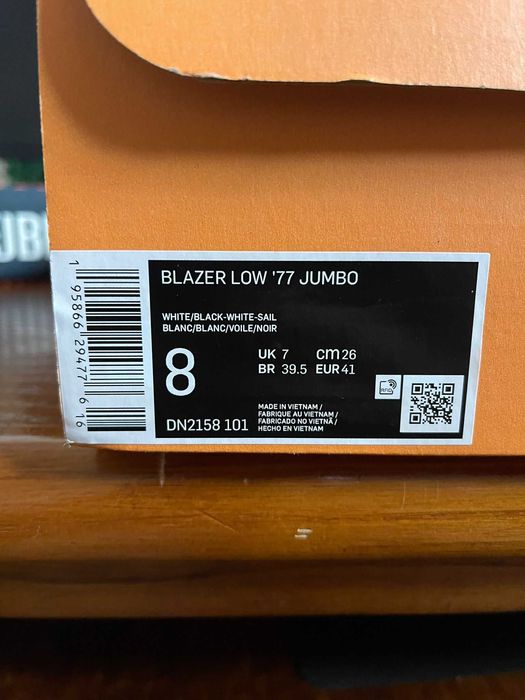 BLAZER LOW '77 JUMBO
WHITE/BLACK-WHITE-SAIL
BLANC/BLANC/VOILE/NOIR
8
UK 7 cm 26
BR 39.5 EUR 41
DN2158 101
MADE IN VIETNAM /
FABRIQUE AU VIETNAM /
FABRICADO NO VIETNÃ /
HECHO EN VIETNAM
RFID
1 95866 29477 6 16